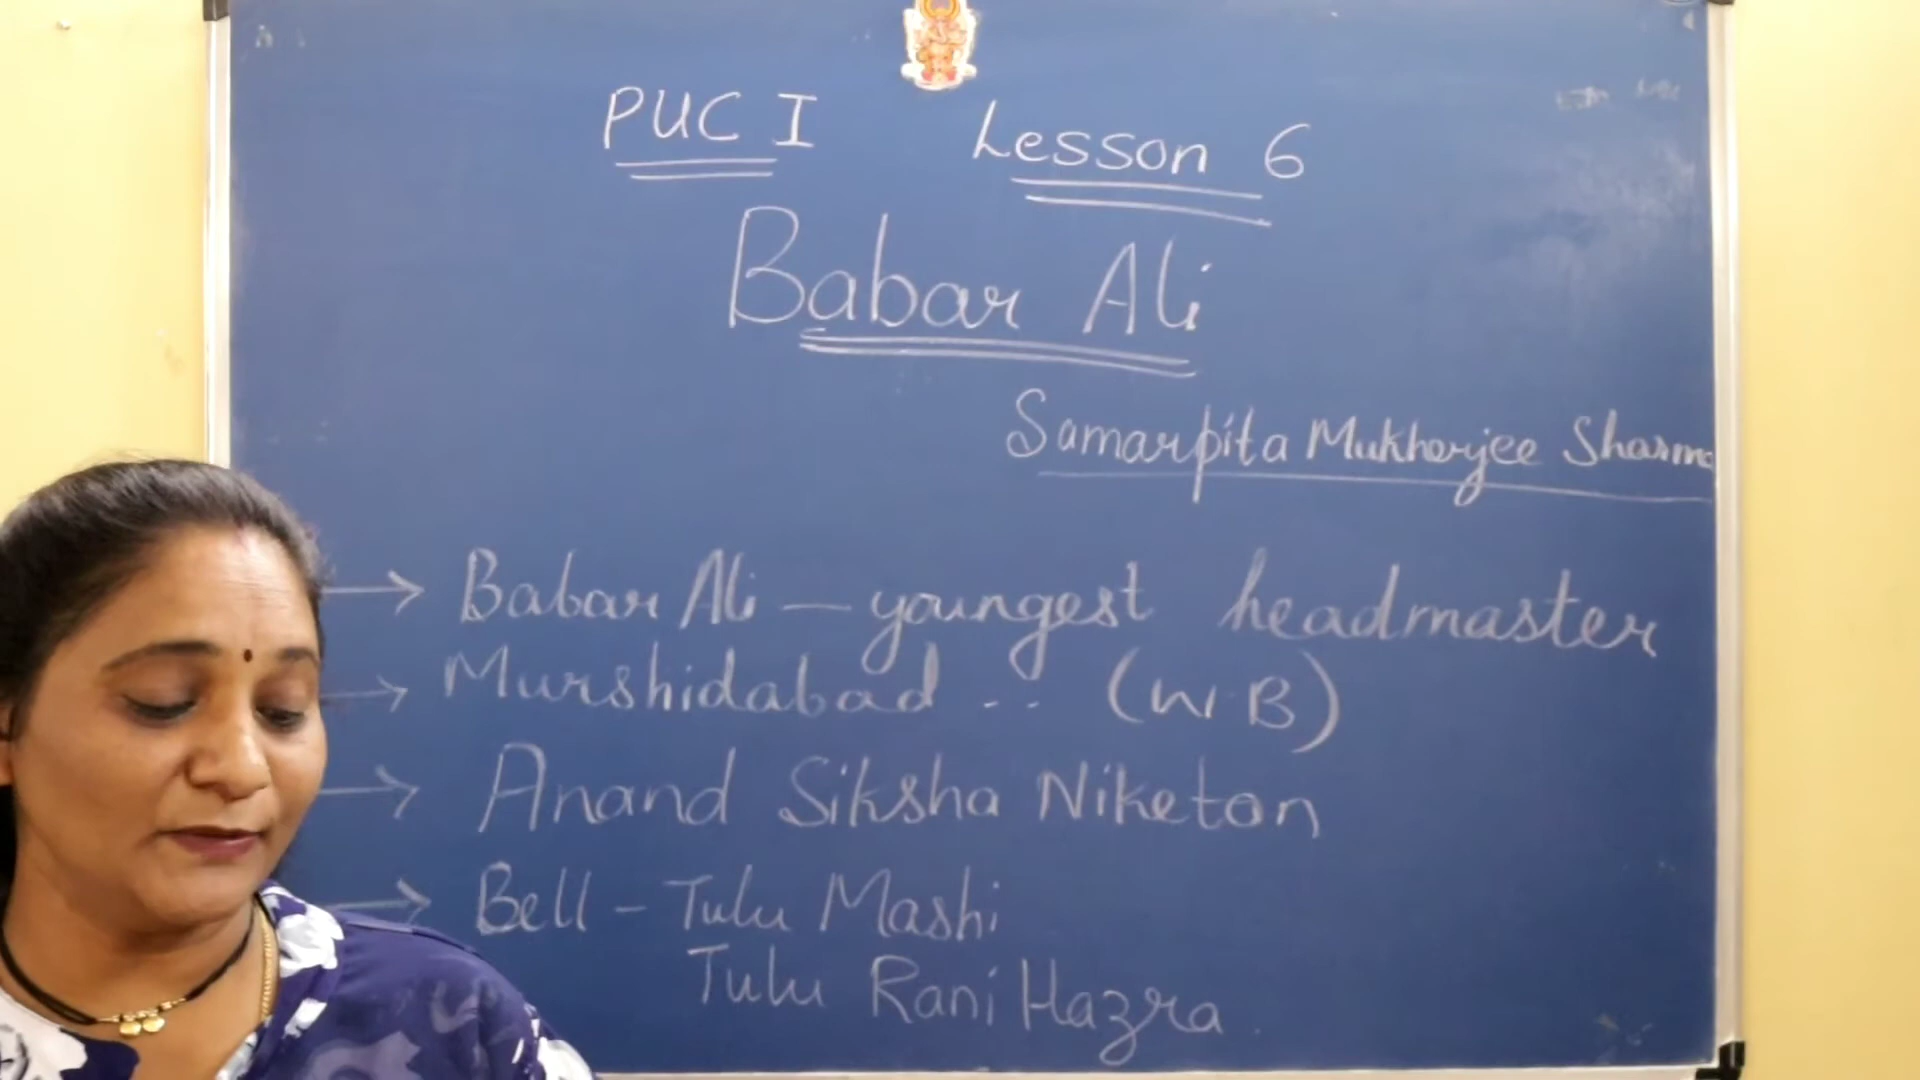 PUC I Lesson 6
Babar Ali
Samarpita Mukherjee Sharma
→ Babar Ali — youngest headmaster
→ Murshidabad .. (W B)
→ Anand Siksha Niketon
→ Bell - Tulu Mashi
Tulu Rani Hazra.